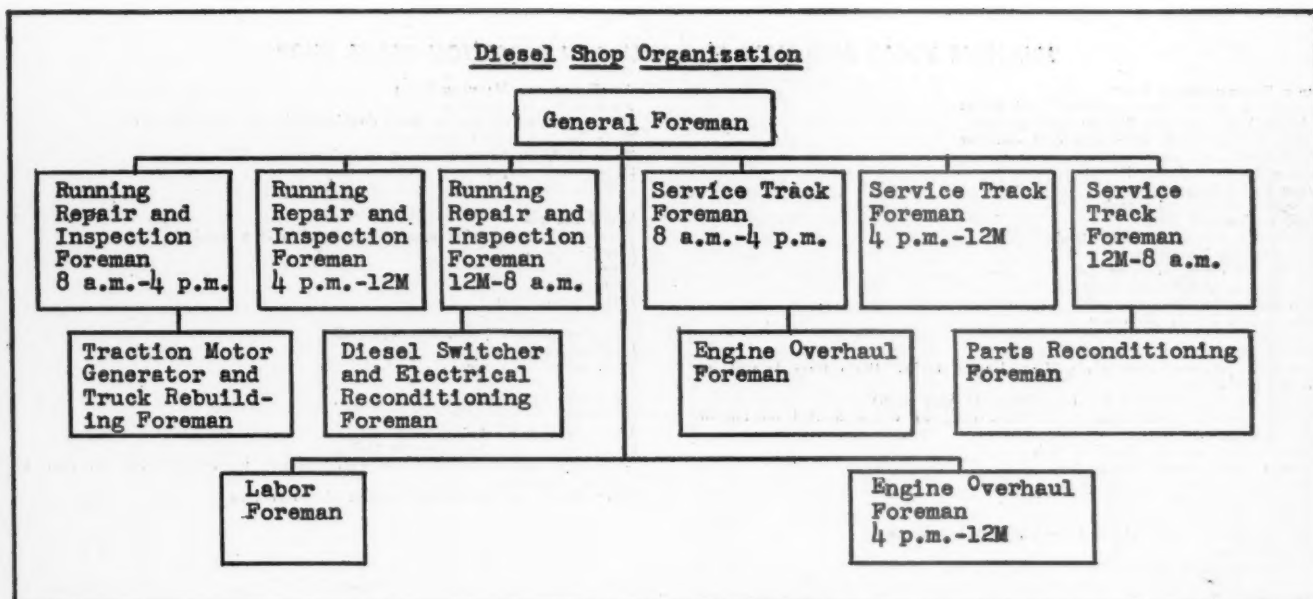 Diesel Shop Organization
General Foreman
Running
Repair and
Inspection
Foreman
8 a.m.-4 p.m.
Running
Repair and
Inspection
Foreman
4 p.m.-12M
Running
Repair and
Inspection
Foreman
12M-8 a.m.
Service Track
Foreman
8 a.m.-4 p.m.
Service Track
Foreman
4 p.m.-12M
Service
Track
Foreman
12M-8 a.m.
Traction Motor
Generator and
Truck Rebuild-
ing Foreman
Diesel Switcher
and Electrical
Reconditioning
Foreman
Engine Overhaul
Foreman
Parts Reconditioning
Foreman
Labor
Foreman
Engine Overhaul
Foreman
4 p.m.-12M